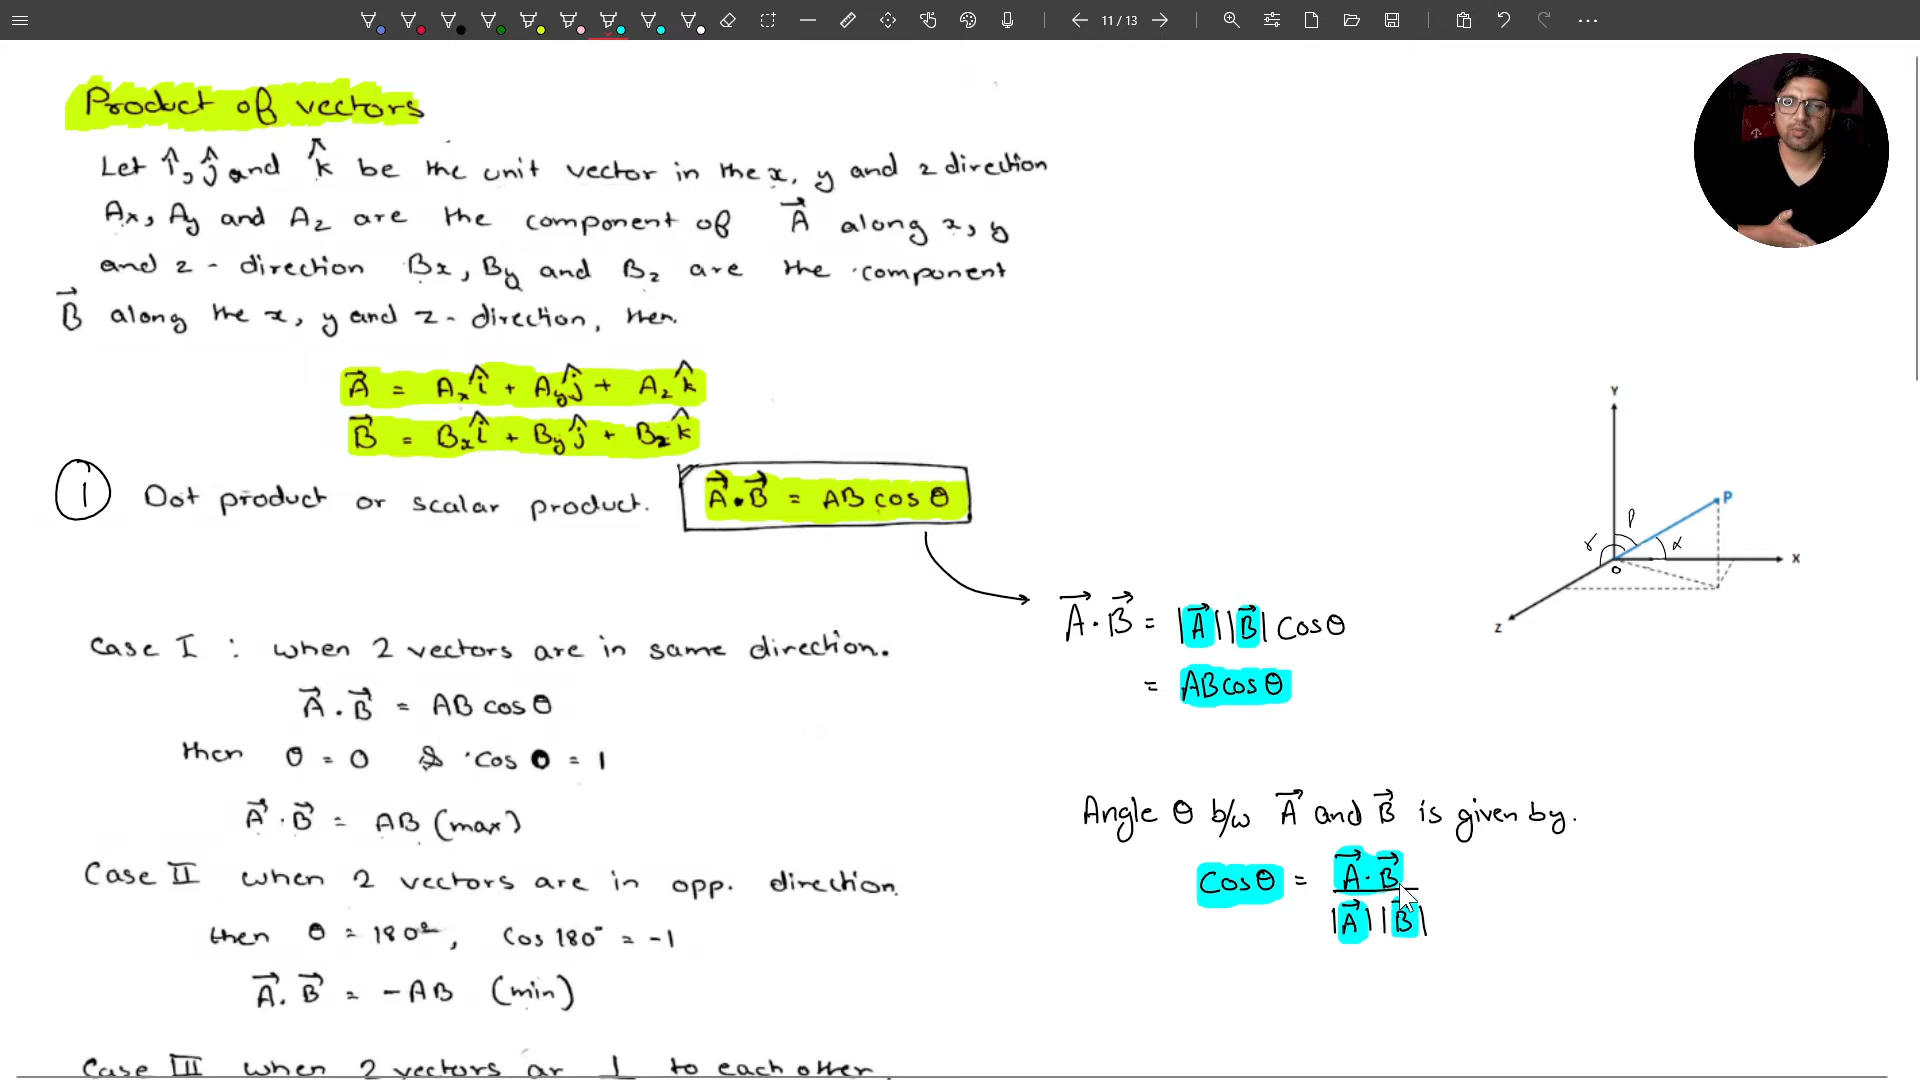 11 / 13
Product of vectors
Let î, ĵ and k̂ be the unit vector in the x, y and z direction
Ax, Ay and Az are the component of A⃗ along x, y
and z - direction Bx, By and Bz are the component
B⃗ along the x, y and z - direction, then
A⃗ = Axî + Ayĵ + Azk̂
B⃗ = Bxî + Byĵ + Bzk̂
① Dot product or scalar product. A⃗ . B⃗ = AB cos θ
A⃗ . B⃗ = |A⃗| |B⃗| Cosθ
= ABcosθ
Case I : when 2 vectors are in same direction.
A⃗ . B⃗ = AB cos θ
then θ = 0 & cos 0 = 1
A⃗ . B⃗ = AB (max)
Case II when 2 vectors are in opp. direction.
then θ = 180°, Cos 180° = -1
A⃗ . B⃗ = -AB (min)
Case III when 2 vectors ar ⊥ to each other.
Angle θ b/w A⃗ and B⃗ is given by.
Cosθ = A⃗ . B⃗
|A⃗| |B⃗|
Y
P
β
γ
α
O
X
Z